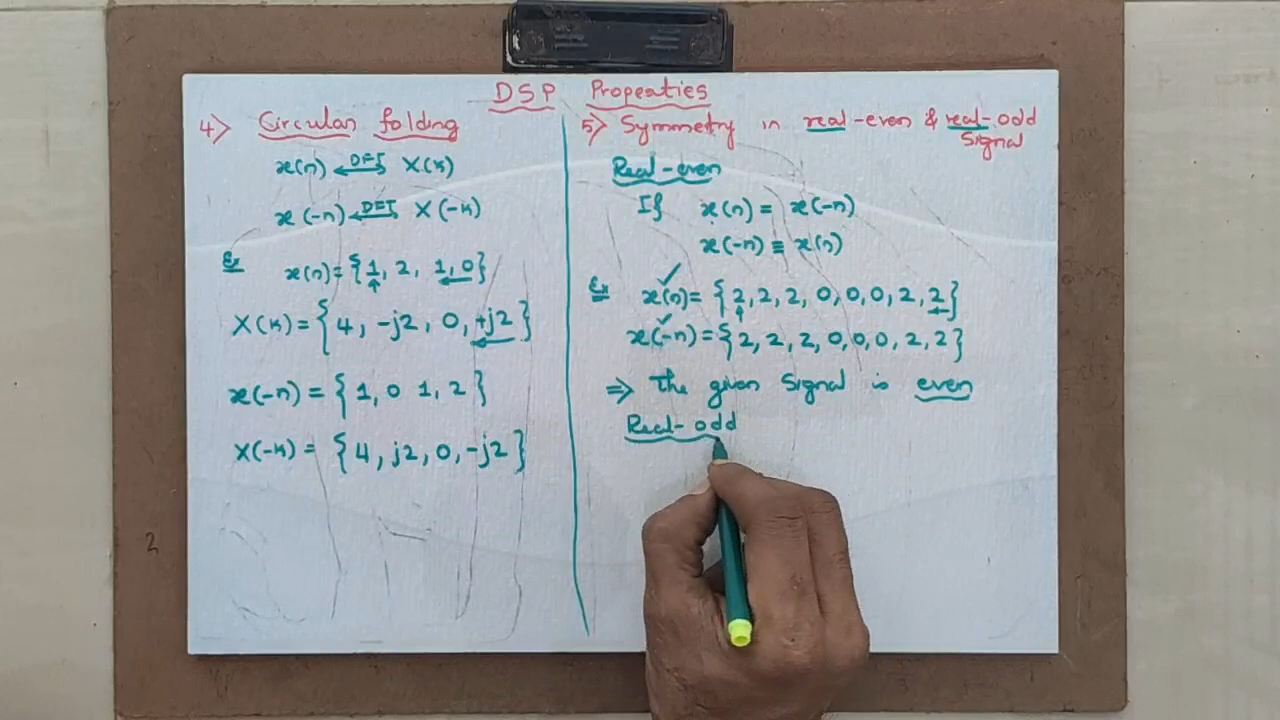 DSP Properties
4> Circular folding
x(n) <-DFT-> X(k)
x(-n) <-DFT-> X(-k)
Ex x(n) = {1, 2, 1, 0}
↑
X(k) = {4, -j2, 0, +j2}
x(-n) = {1, 0 1, 2}
X(-k) = {4, j2, 0, -j2}
2
5> Symmetry in real-even & real-odd
Signal
Real-even
If x(n) = x(-n)
x(-n) = x(n)
Ex x(n) = {2, 2, 2, 0, 0, 0, 2, 2}
↑
x(-n) = {2, 2, 2, 0, 0, 0, 2, 2}
⇒ The given Signal is even
Real-odd